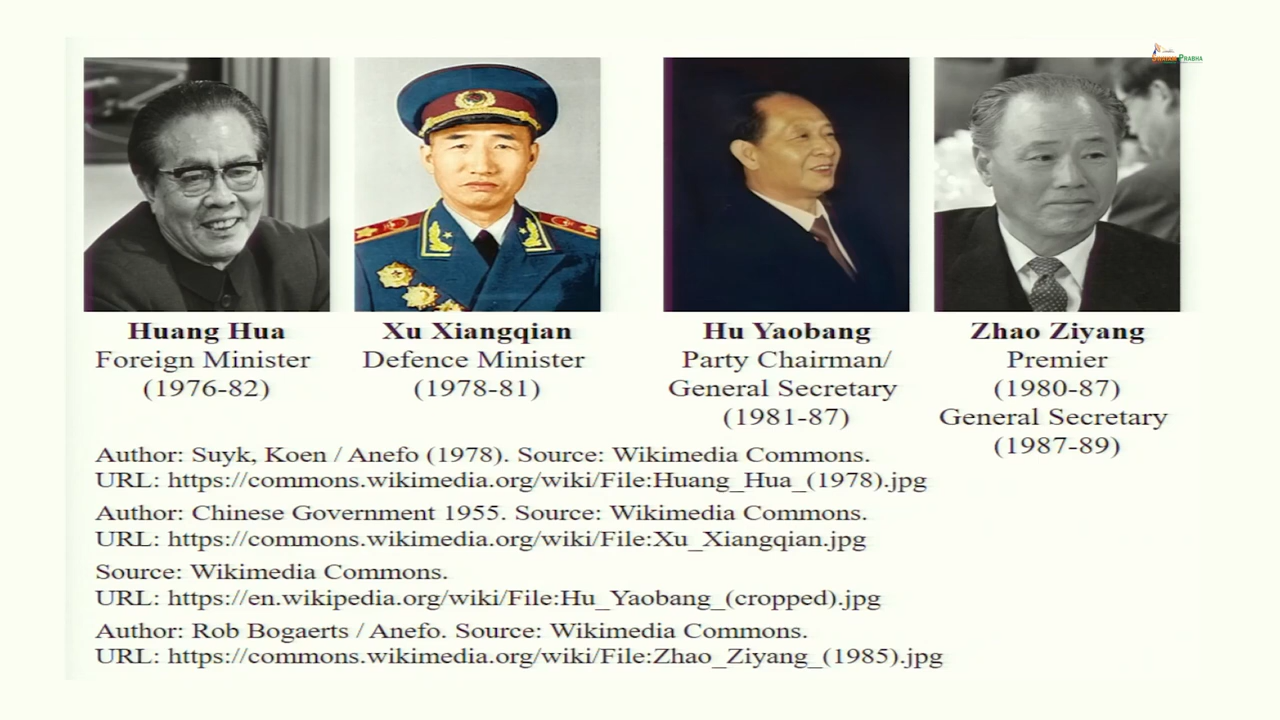 SWAYAM PRABHA
Huang Hua
Foreign Minister
(1976-82)
Xu Xiangqian
Defence Minister
(1978-81)
Hu Yaobang
Party Chairman/
General Secretary
(1981-87)
Zhao Ziyang
Premier
(1980-87)
General Secretary
(1987-89)
Author: Suyk, Koen / Anefo (1978). Source: Wikimedia Commons.
URL: https://commons.wikimedia.org/wiki/File:Huang_Hua_(1978).jpg
Author: Chinese Government 1955. Source: Wikimedia Commons.
URL: https://commons.wikimedia.org/wiki/File:Xu_Xiangqian.jpg
Source: Wikimedia Commons.
URL: https://en.wikipedia.org/wiki/File:Hu_Yaobang_(cropped).jpg
Author: Rob Bogaerts / Anefo. Source: Wikimedia Commons.
URL: https://commons.wikimedia.org/wiki/File:Zhao_Ziyang_(1985).jpg